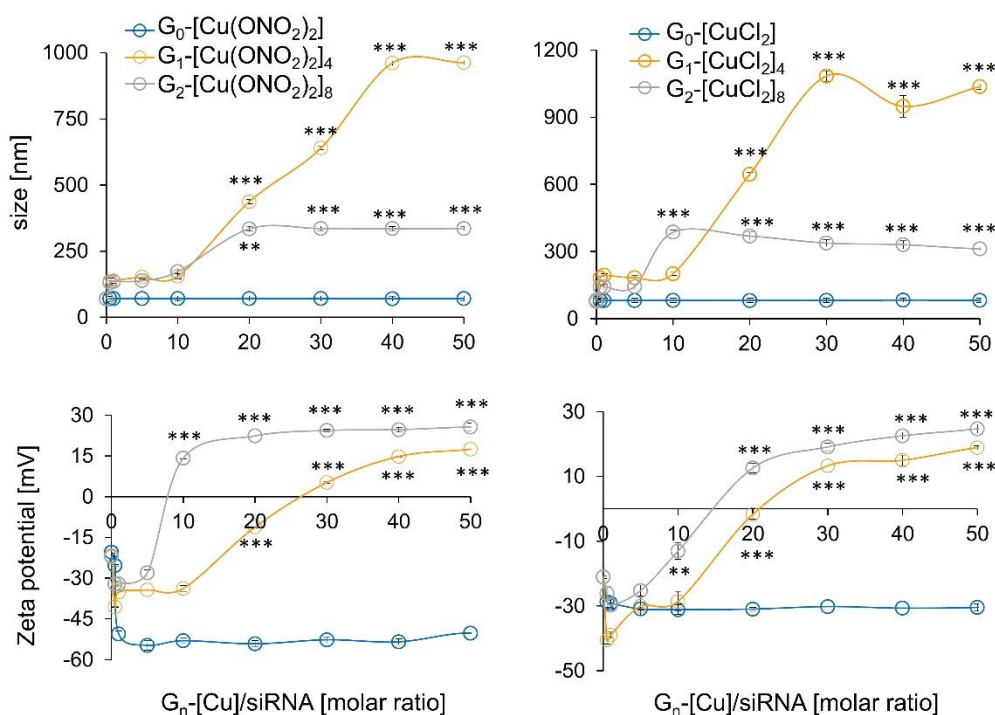 G₀-[Cu(ONO₂)₂]
G₁-[Cu(ONO₂)₂]₄
G₂-[Cu(ONO₂)₂]₈
size [nm]
1000
750
500
250
0
0 10 20 30 40 50
*** ***
***
***
** *** *** ***
G₀-[CuCl₂]
G₁-[CuCl₂]₄
G₂-[CuCl₂]₈
1200
900
600
300
0
0 10 20 30 40 50
*** *** ***
***
*** *** *** *** ***
Zeta potential [mV]
30
15
0
-15
-30
-45
-60
0 10 20 30 40 50
*** *** *** *** ***
*** *** *** ***
Gₙ-[Cu]/siRNA [molar ratio]
30
10
-10
-30
-50
0 10 20 30 40 50
*** *** *** ***
** *** *** *** ***
Gₙ-[Cu]/siRNA [molar ratio]